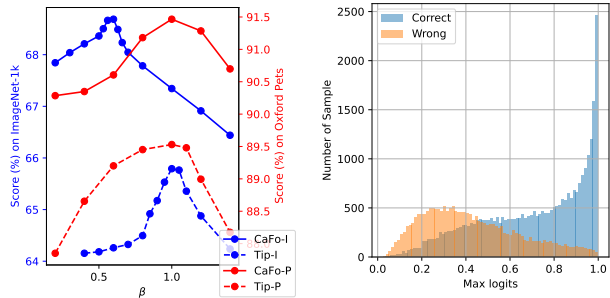 Score (%) on ImageNet-1k
68
67
66
65
64
0.5
1.0
β
91.5
91.0
90.5
90.0
89.5
89.0
88.5
Score (%) on Oxford Pets
CaFo-I
Tip-I
CaFo-P
Tip-P
Number of Sample
2500
2000
1500
1000
500
0
0.0
0.2
0.4
0.6
0.8
1.0
Max logits
Correct
Wrong